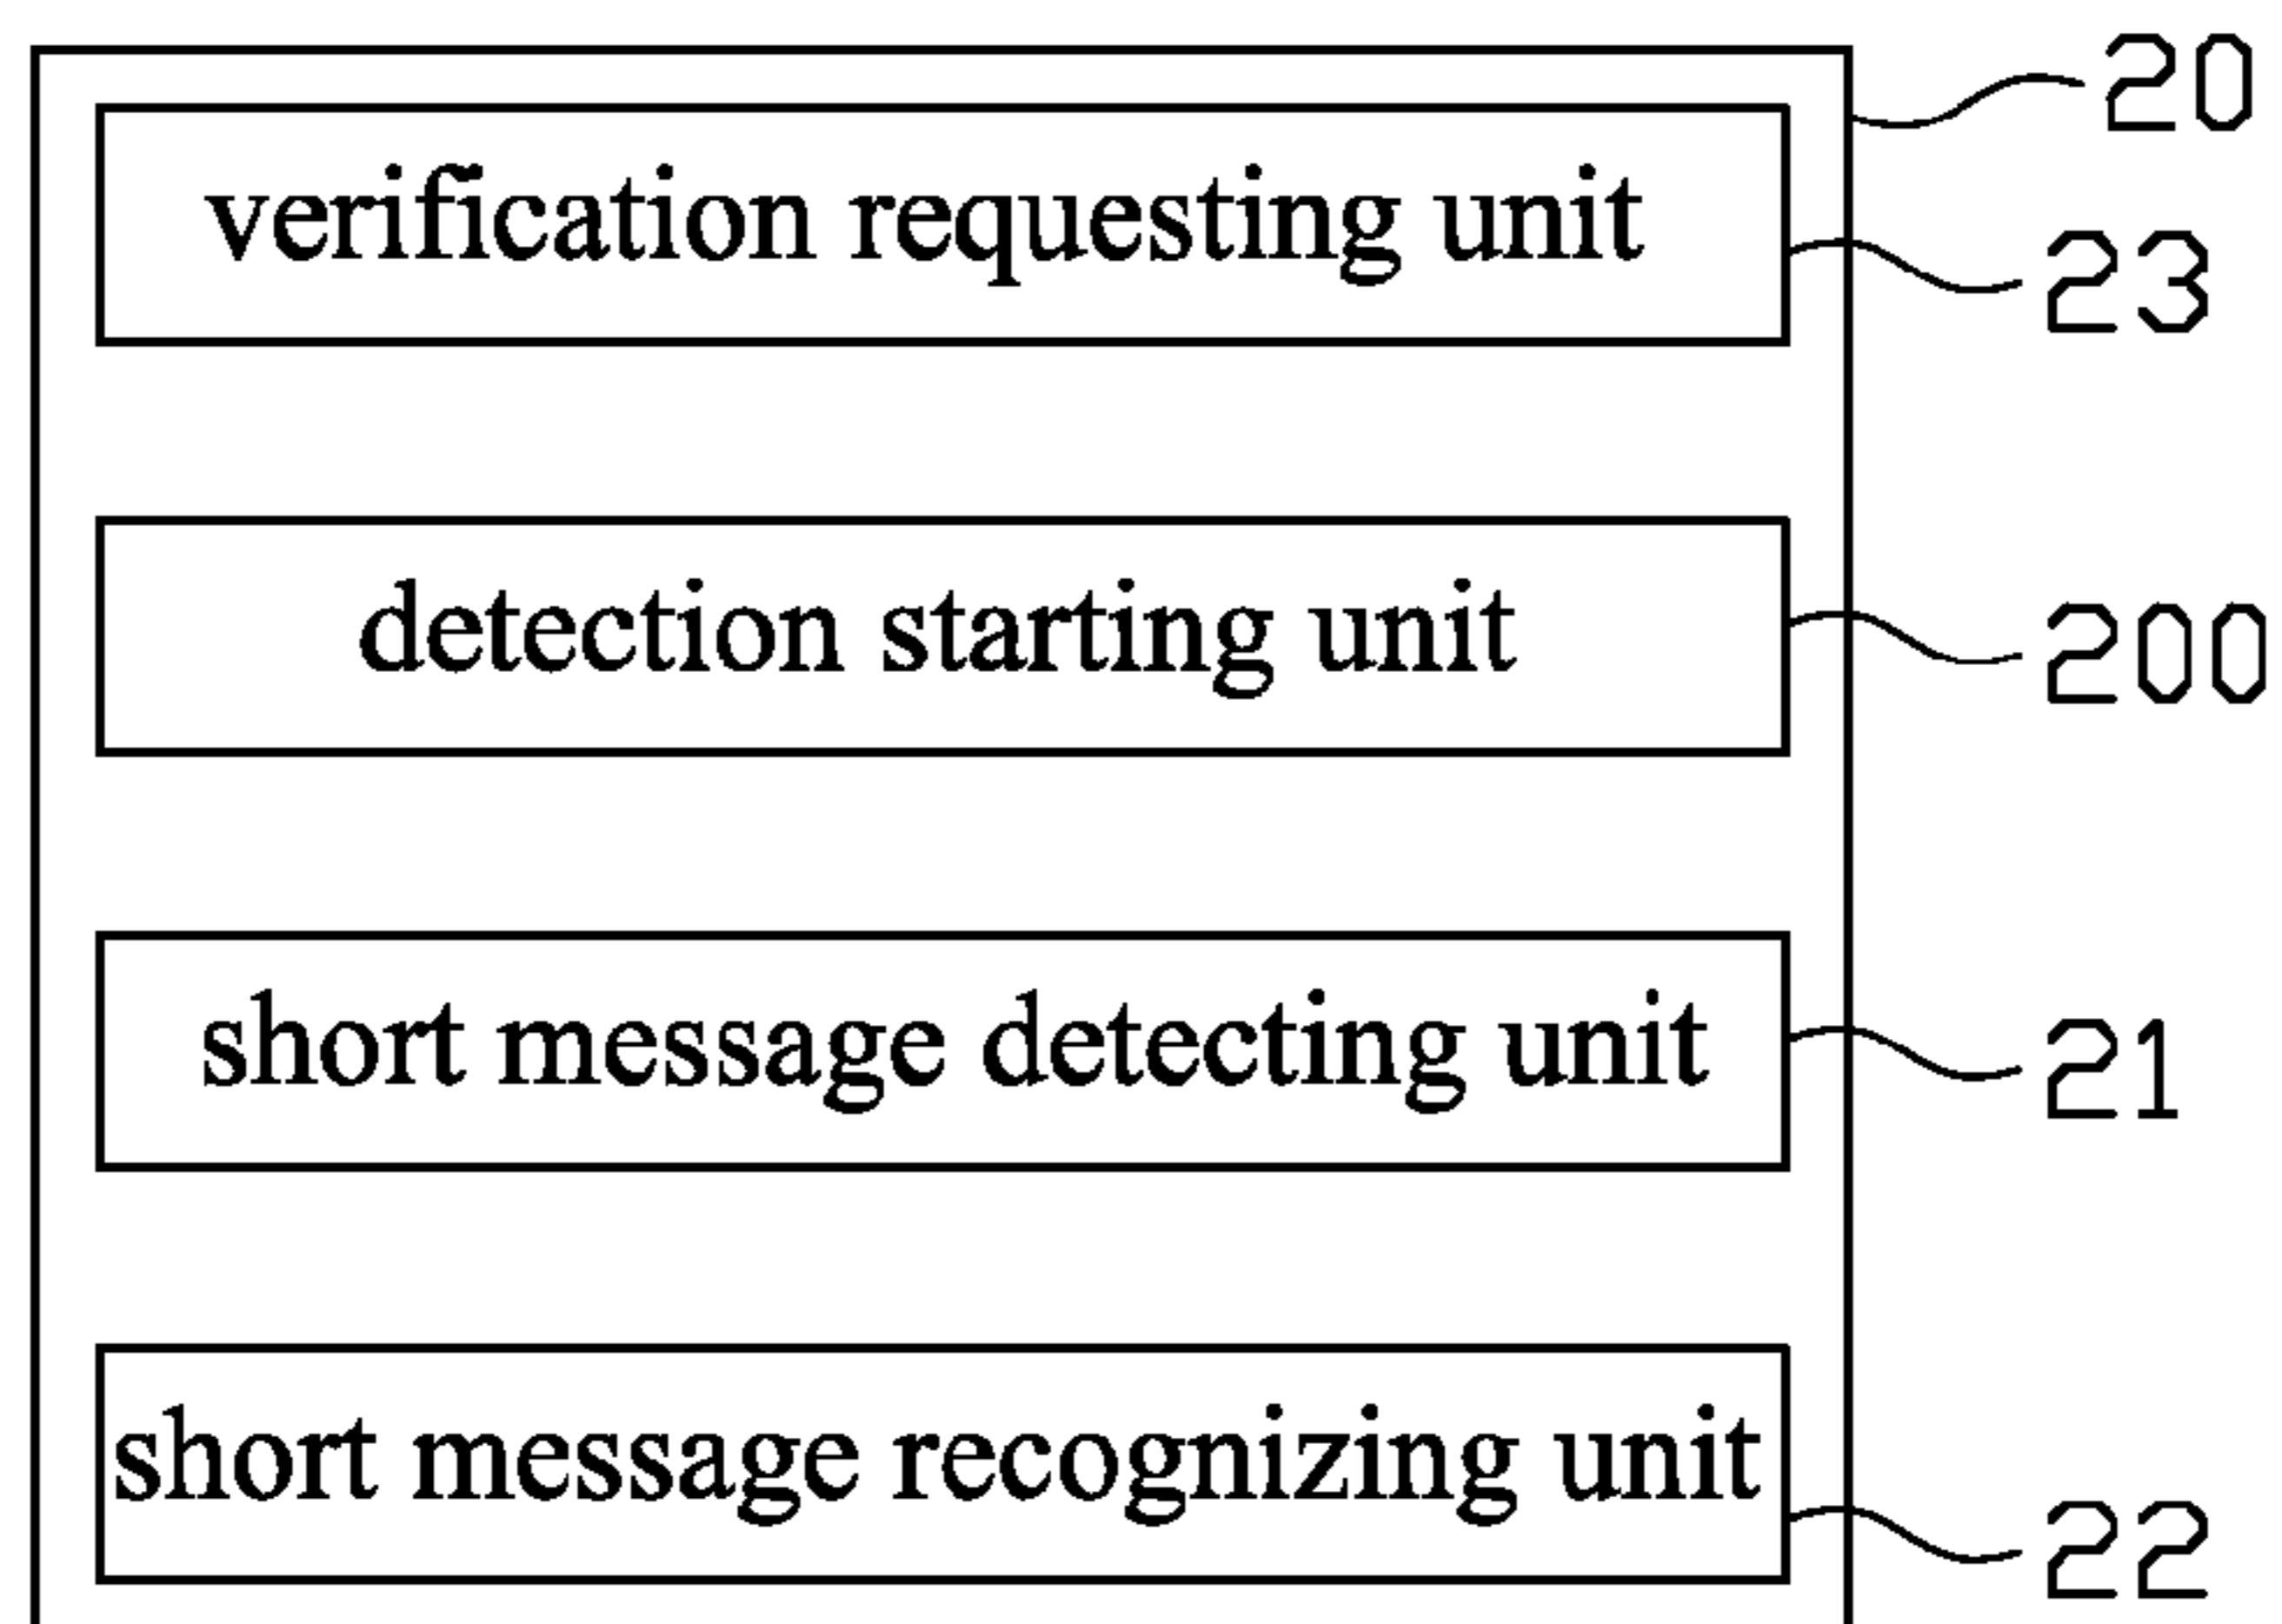 20
verification requesting unit
23
detection starting unit
200
short message detecting unit
21
short message recognizing unit
22